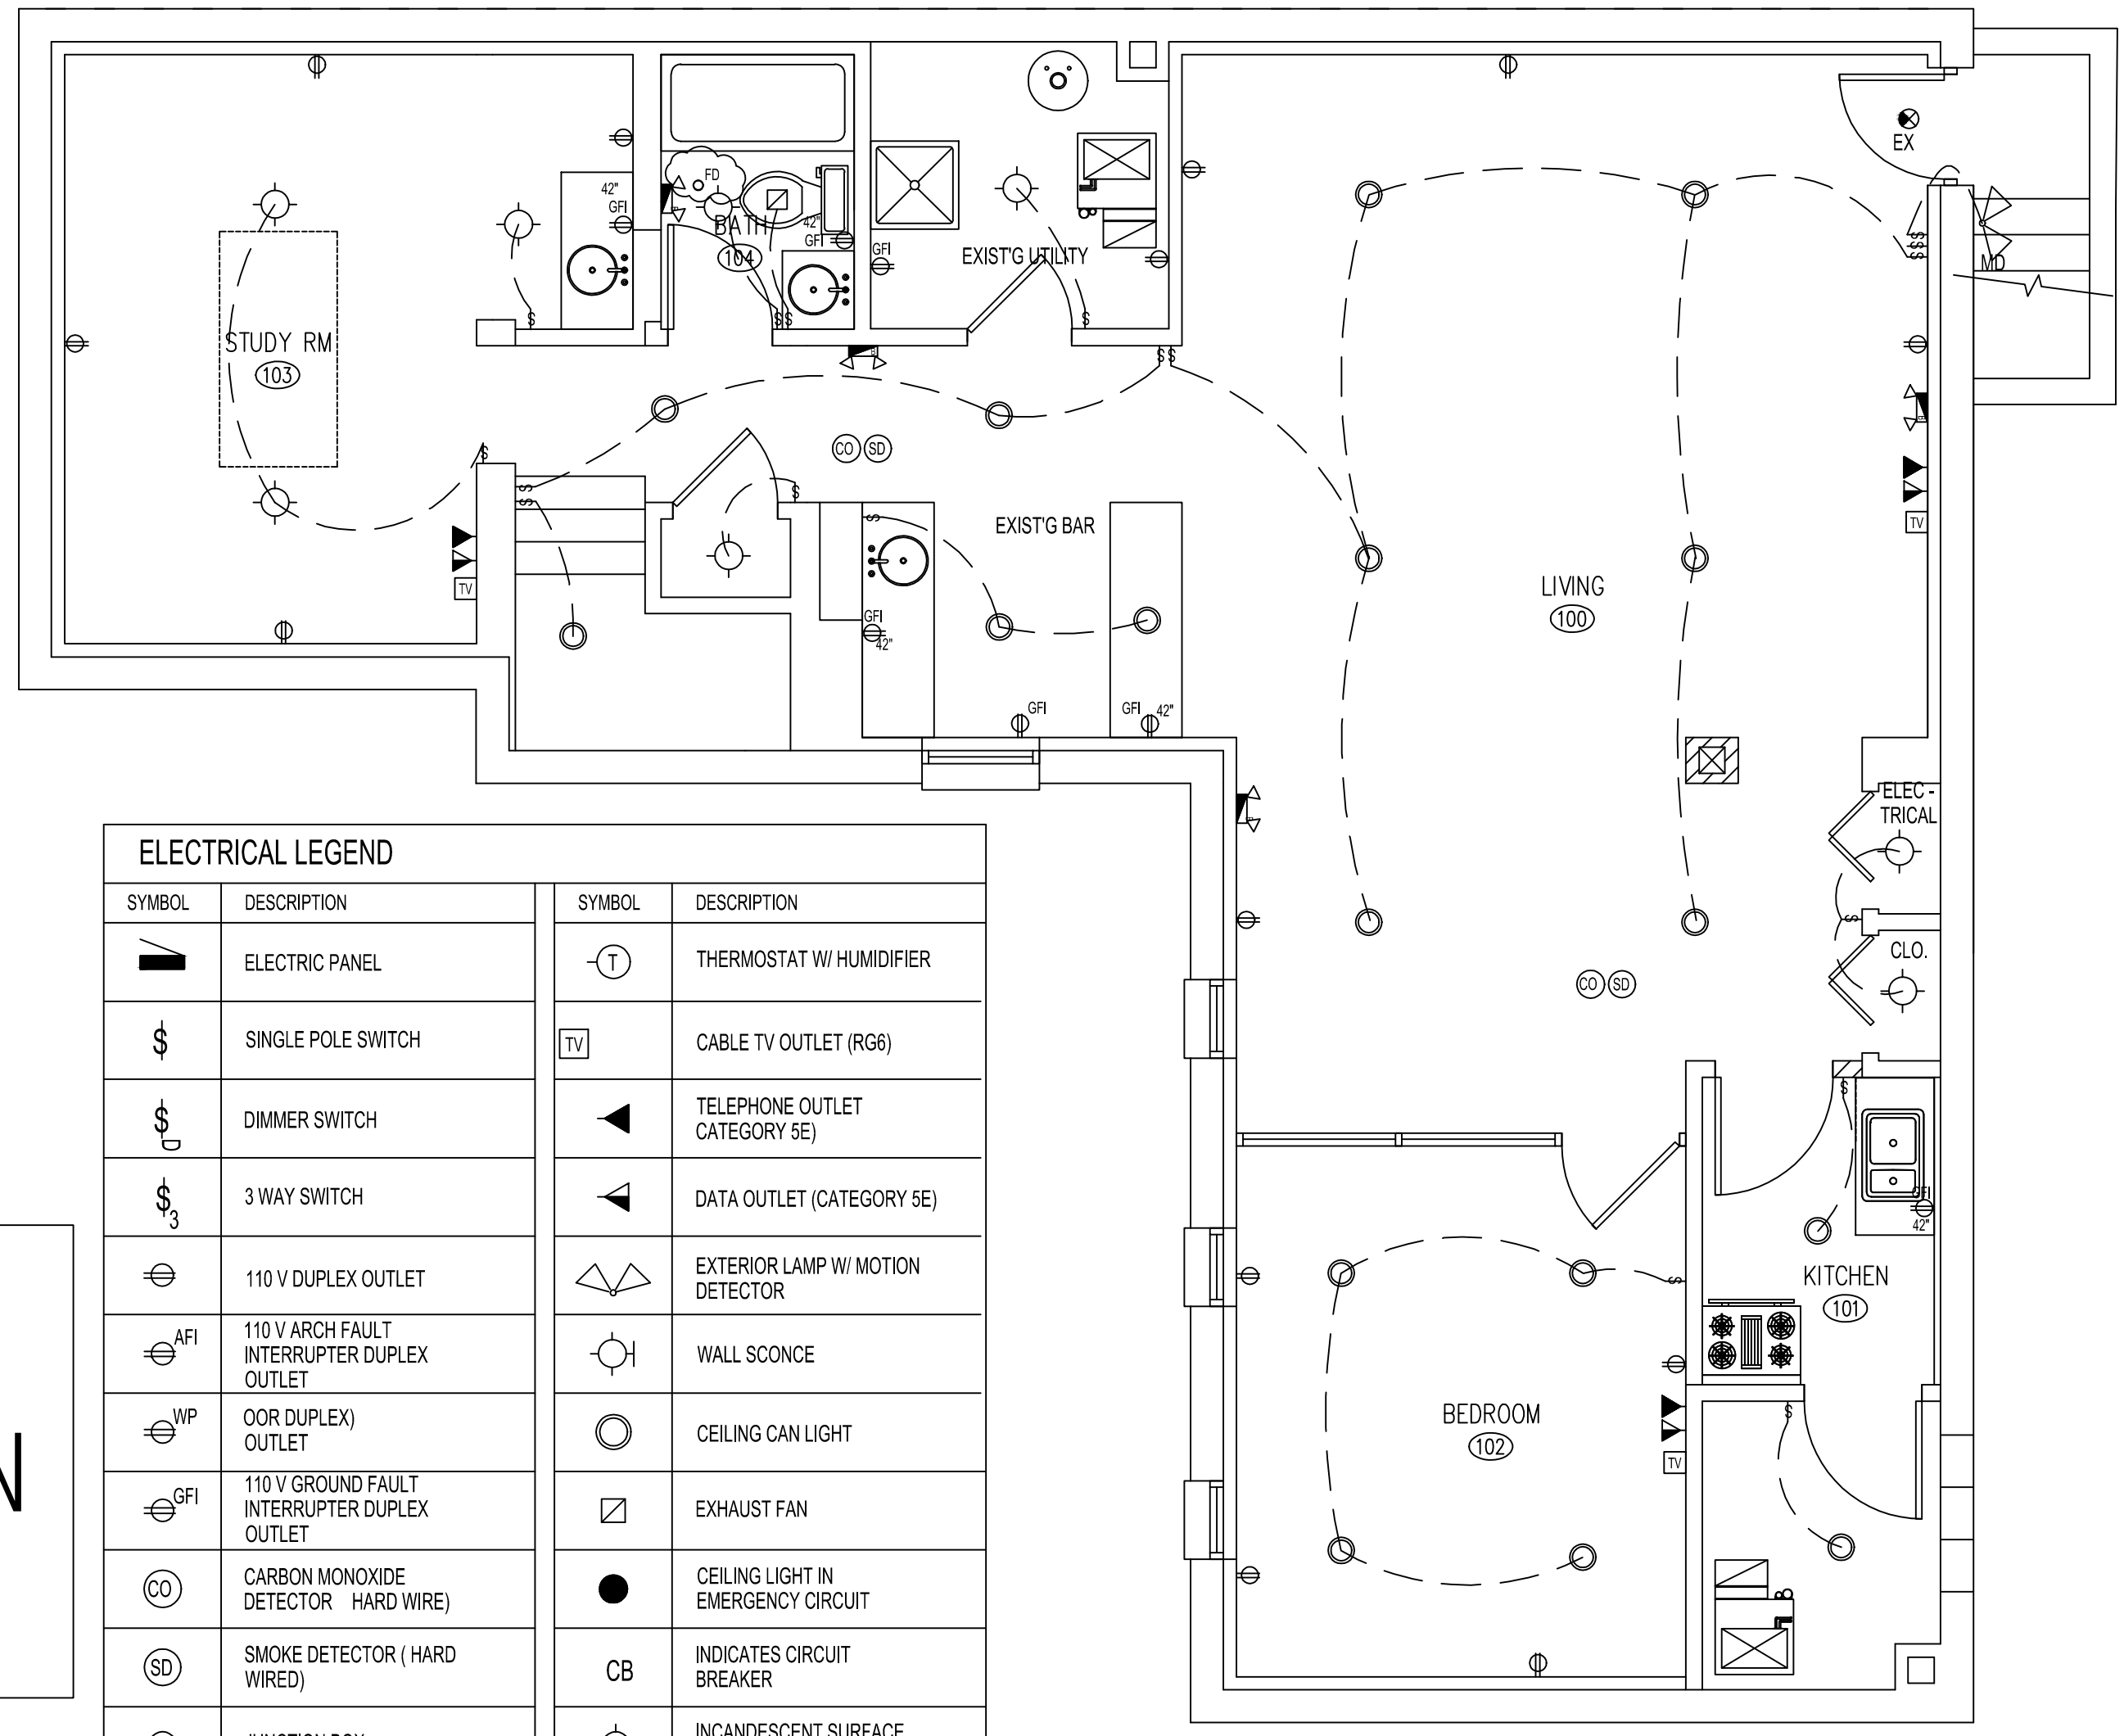 EX
42"
GFI
FD
BATH
104
42"
GFI
GFI
EXIST'G UTILITY
MD
STUDY RM
103
CO SD
EXIST'G BAR
TV
TV
LIVING
100
GFI
42"
GFI
GFI 42"
ELEC -
TRICAL
CLO.
CO SD
GFI
42"
KITCHEN
101
BEDROOM
102
TV
N
ELECTRICAL LEGEND
SYMBOL DESCRIPTION SYMBOL DESCRIPTION
ELECTRIC PANEL
T THERMOSTAT W/ HUMIDIFIER
$ SINGLE POLE SWITCH
TV CABLE TV OUTLET (RG6)
$ DIMMER SWITCH
TELEPHONE OUTLET
CATEGORY 5E)
$3 3 WAY SWITCH
DATA OUTLET (CATEGORY 5E)
110 V DUPLEX OUTLET
EXTERIOR LAMP W/ MOTION
DETECTOR
AFI 110 V ARCH FAULT
INTERRUPTER DUPLEX
OUTLET
WALL SCONCE
WP OOR DUPLEX)
OUTLET
CEILING CAN LIGHT
GFI 110 V GROUND FAULT
INTERRUPTER DUPLEX
OUTLET
EXHAUST FAN
CO CARBON MONOXIDE
DETECTOR HARD WIRE)
CEILING LIGHT IN
EMERGENCY CIRCUIT
SD SMOKE DETECTOR ( HARD
WIRED)
CB INDICATES CIRCUIT
BREAKER
JUNCTION BOX
INCANDESCENT SURFACE